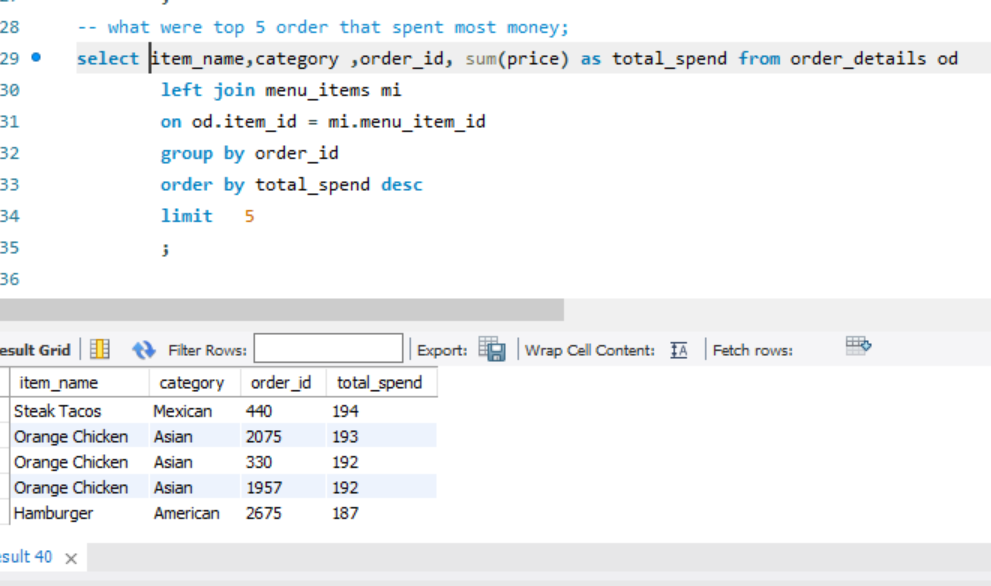 28 -- what were top 5 order that spent most money;
29 select item_name,category ,order_id, sum(price) as total_spend from order_details od
30 left join menu_items mi
31 on od.item_id = mi.menu_item_id
32 group by order_id
33 order by total_spend desc
34 limit 5
35 ;
36
esult Grid Filter Rows: Export: Wrap Cell Content: IA Fetch rows:
item_name category order_id total_spend
Steak Tacos Mexican 440 194
Orange Chicken Asian 2075 193
Orange Chicken Asian 330 192
Orange Chicken Asian 1957 192
Hamburger American 2675 187
esult 40 ×